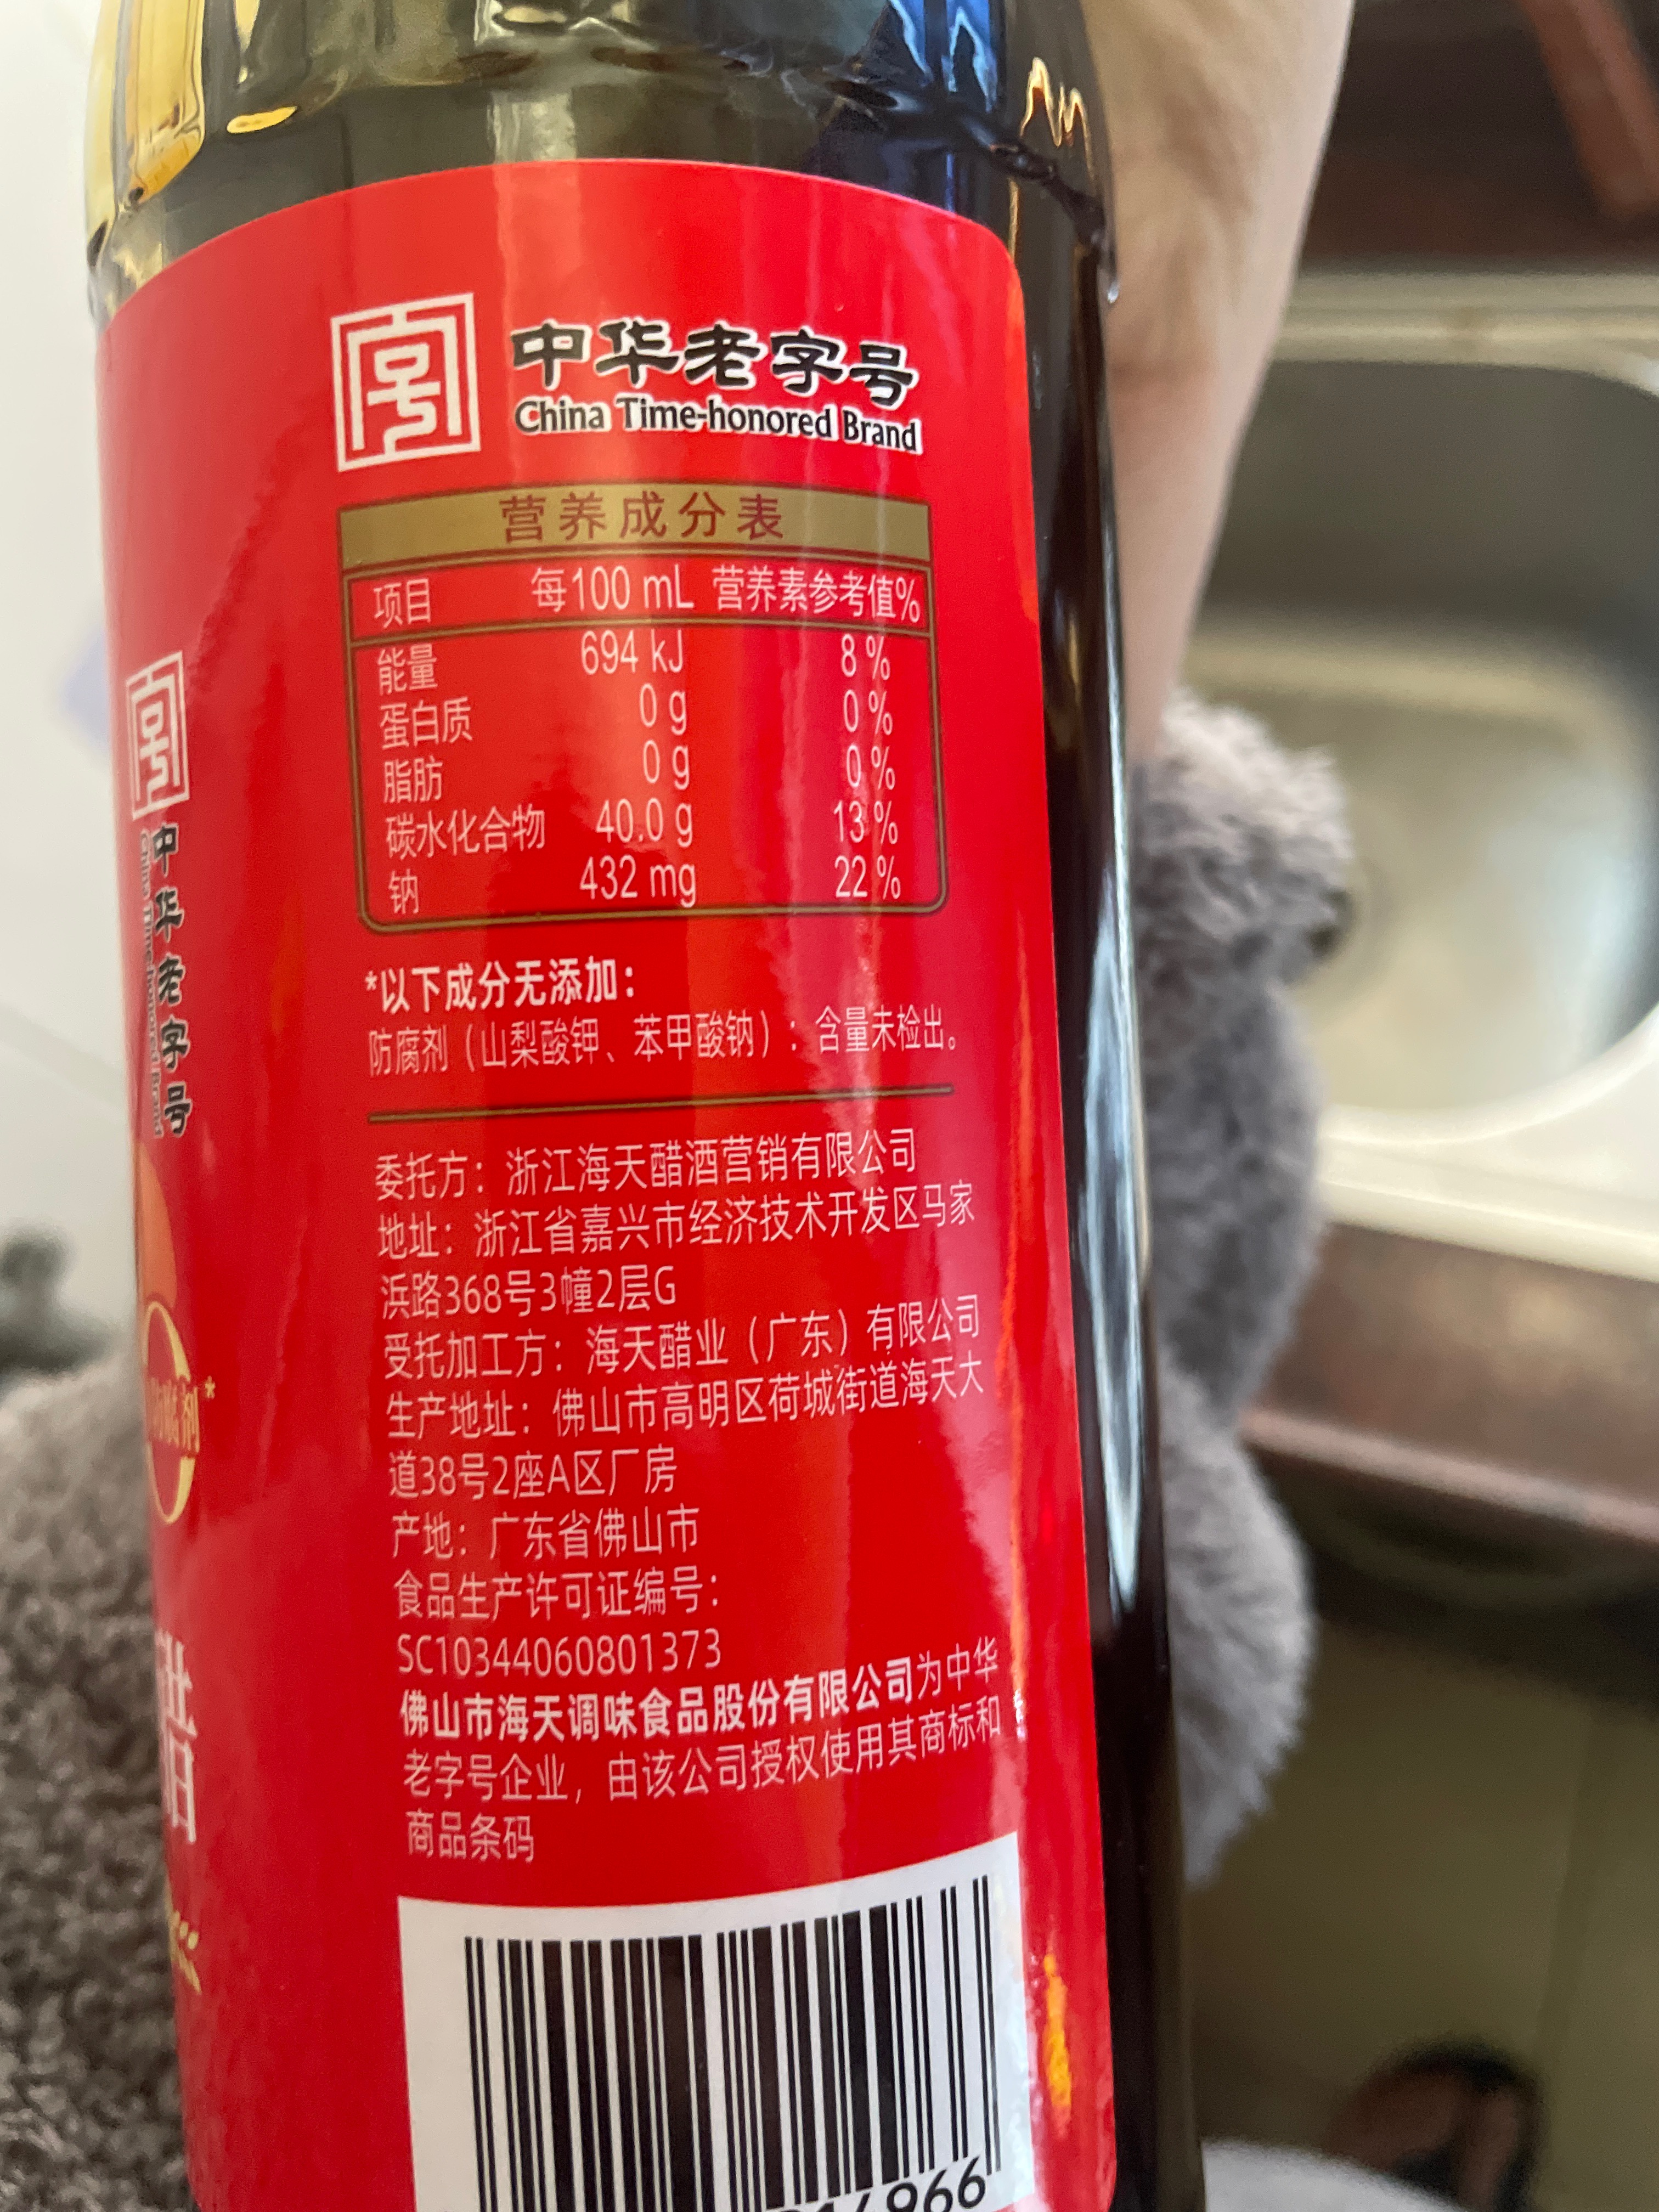 中华老字号
China Time-honored Brand
营养成分表
项目 每100 mL 营养素参考值%
能量 694 kJ 8 %
蛋白质 0 g 0 %
脂肪 0 g 0 %
碳水化合物 40.0 g 13 %
钠 432 mg 22 %
*以下成分无添加：
防腐剂（山梨酸钾、苯甲酸钠）：含量未检出。
委托方：浙江海天醋酒营销有限公司
地址：浙江省嘉兴市经济技术开发区马家
浜路368号3幢2层G
受托加工方：海天醋业（广东）有限公司
生产地址：佛山市高明区荷城街道海天大
道38号2座A区厂房
产地：广东省佛山市
食品生产许可证编号：
SC10344060801373
佛山市海天调味食品股份有限公司为中华
老字号企业，由该公司授权使用其商标和
商品条码
中华老字号
China Time-honored Brand
0
防腐剂*
醋